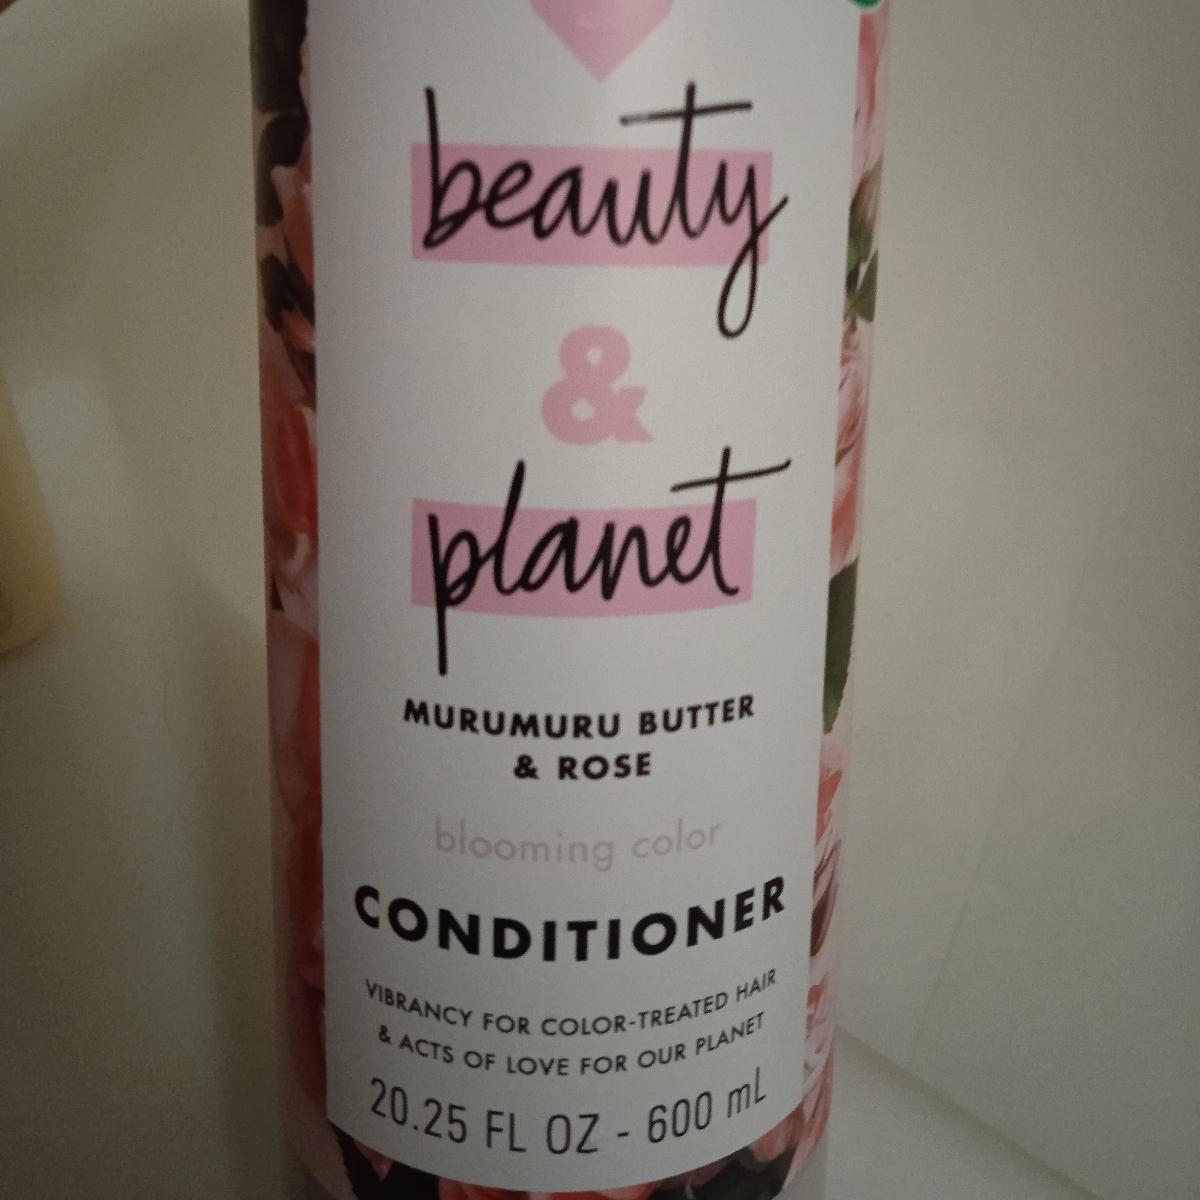 beauty
&
planet
MURUMURU BUTTER
& ROSE
blooming color
CONDITIONER
VIBRANCY FOR COLOR-TREATED HAIR
& ACTS OF LOVE FOR OUR PLANET
20.25 FL OZ - 600 mL